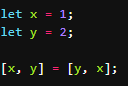 let x = 1;
let y = 2;

[x, y] = [y, x];